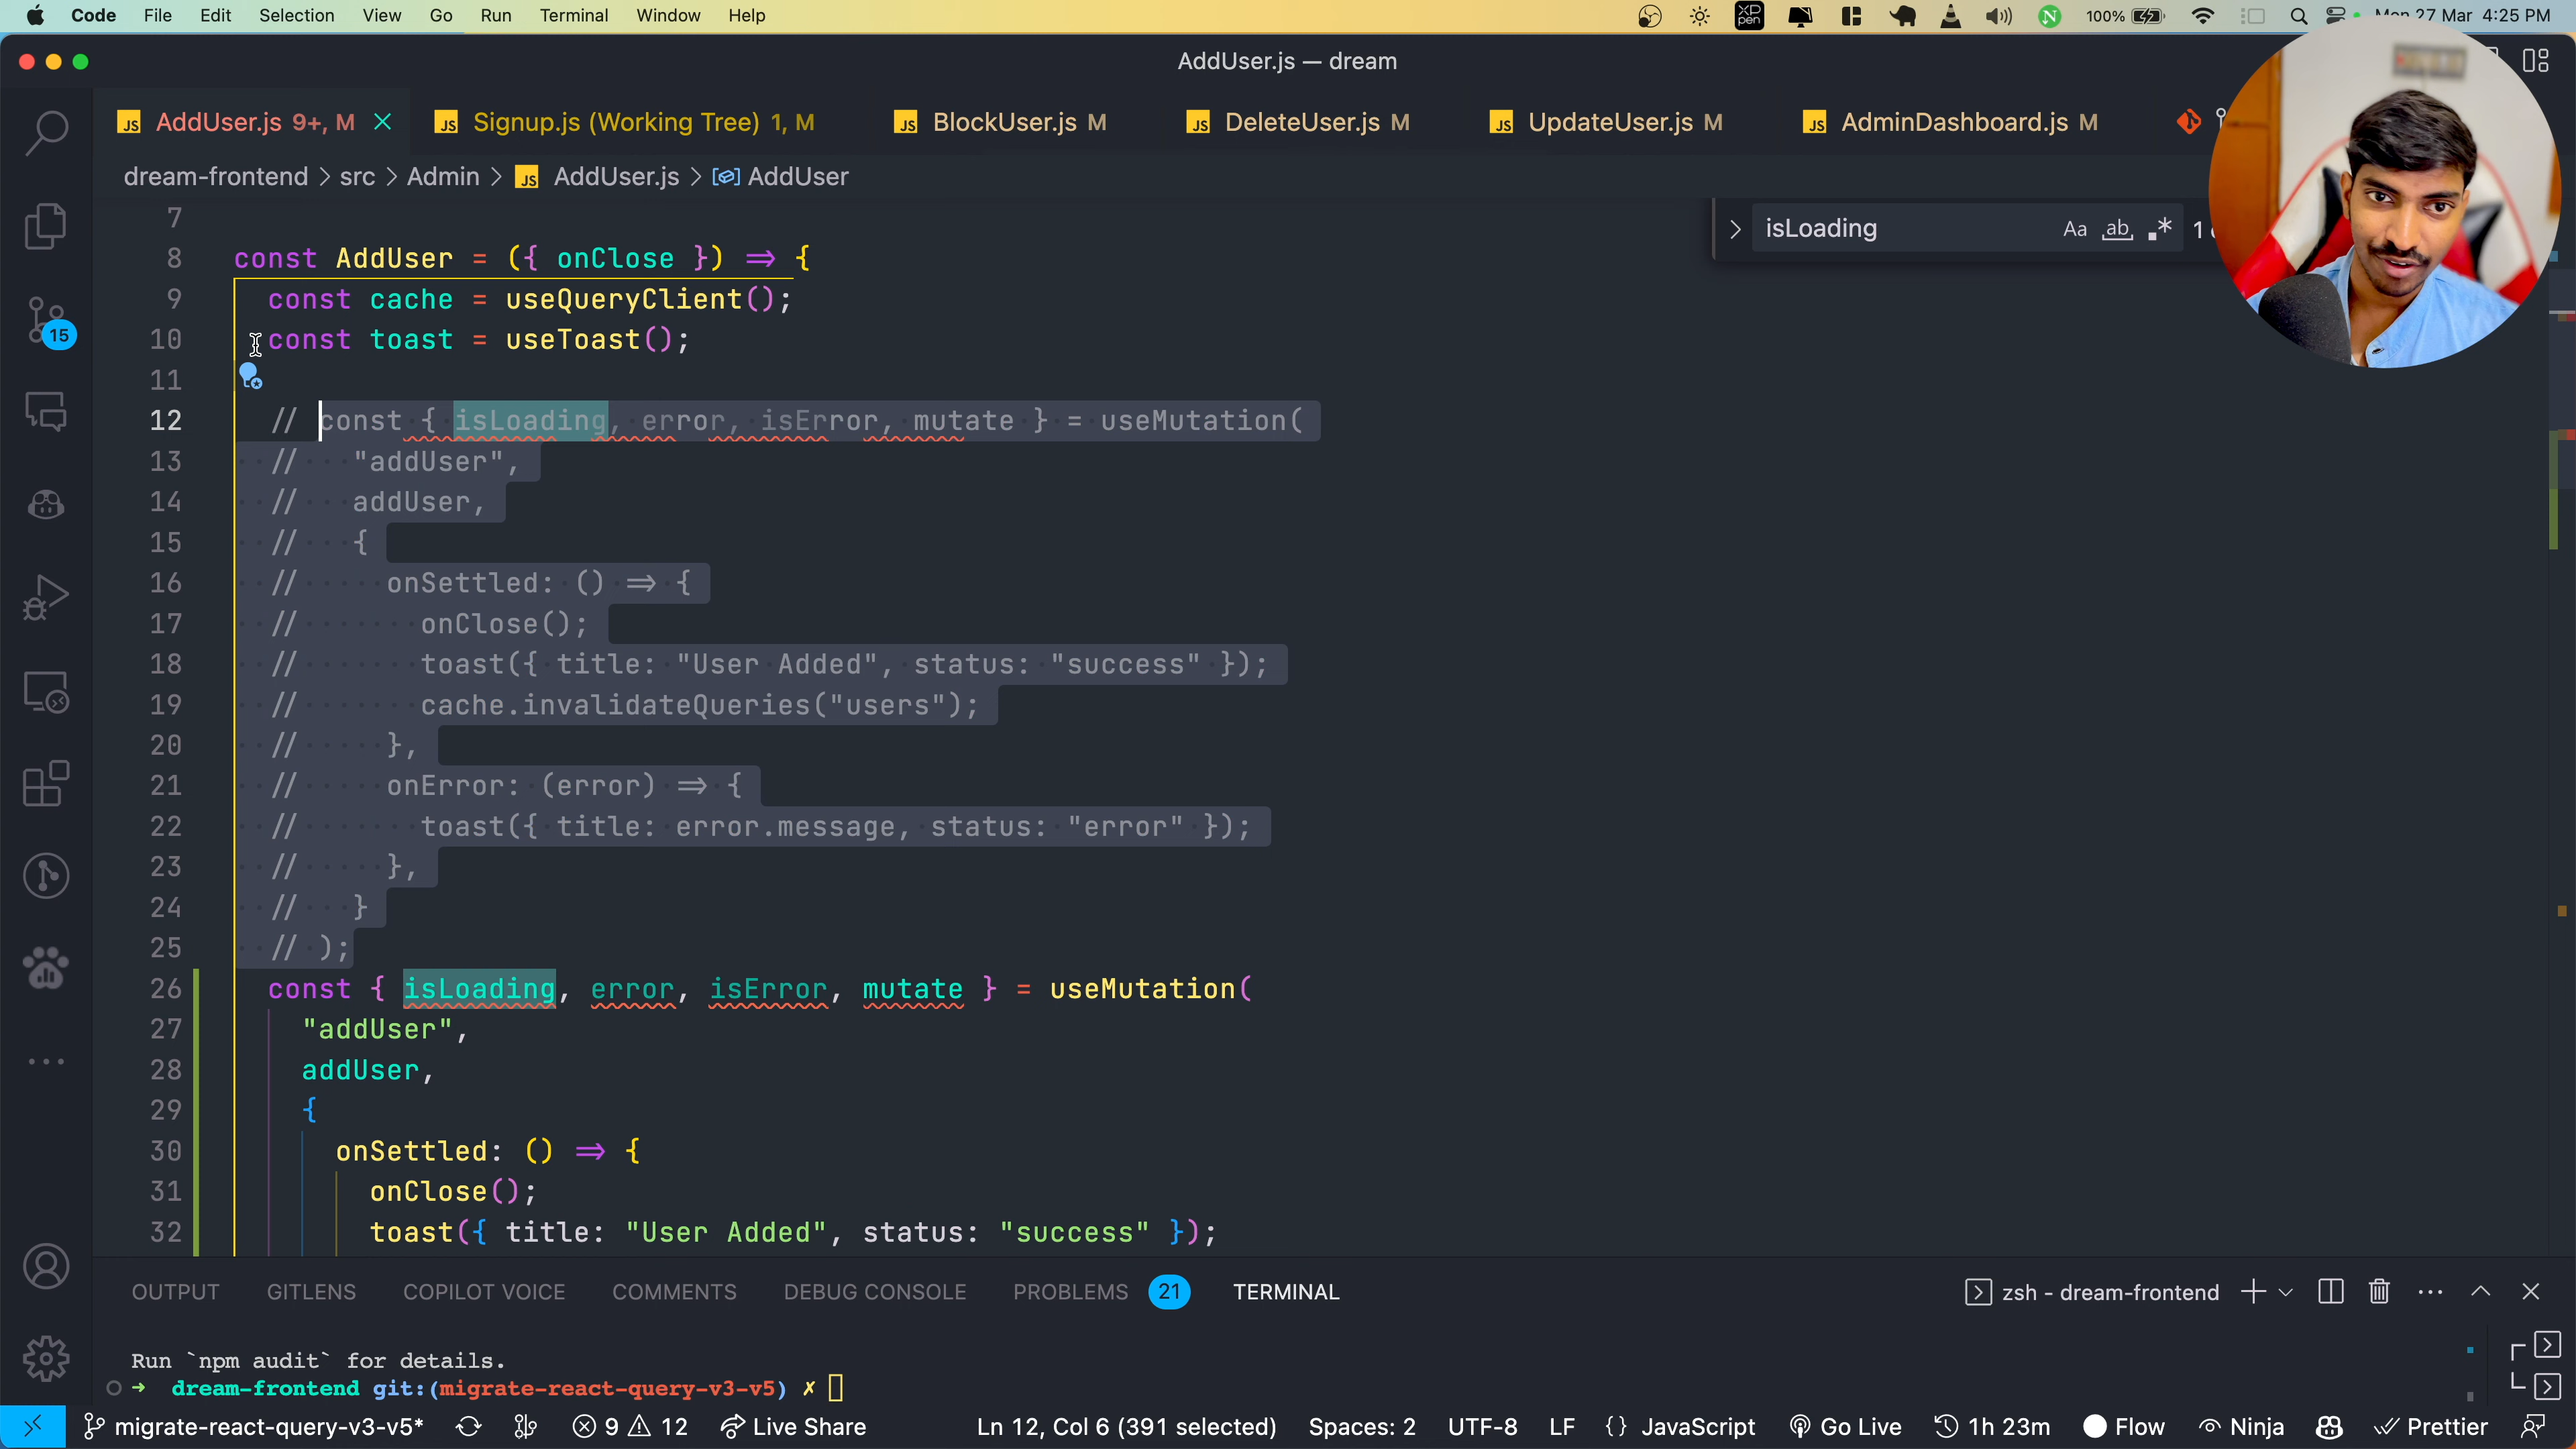 Code File Edit Selection View Go Run Terminal Window Help
XP pen N 100% Mon 27 Mar 4:25 PM
AddUser.js — dream
JS AddUser.js 9+, M JS Signup.js (Working Tree) 1, M JS BlockUser.js M JS DeleteUser.js M JS UpdateUser.js M JS AdminDashboard.js M
dream-frontend > src > Admin > JS AddUser.js > AddUser
isLoading Aa ab .* 1
7
8 const AddUser = ({ onClose }) => {
9 const cache = useQueryClient();
10 const toast = useToast();
11
12 // const { isLoading, error, isError, mutate } = useMutation(
13 // "addUser",
14 // addUser,
15 // {
16 // onSettled: () => {
17 // onClose();
18 // toast({ title: "User Added", status: "success" });
19 // cache.invalidateQueries("users");
20 // },
21 // onError: (error) => {
22 // toast({ title: error.message, status: "error" });
23 // },
24 // }
25 // );
26 const { isLoading, error, isError, mutate } = useMutation(
27 "addUser",
28 addUser,
29 {
30 onSettled: () => {
31 onClose();
32 toast({ title: "User Added", status: "success" });
15
OUTPUT GITLENS COPILOT VOICE COMMENTS DEBUG CONSOLE PROBLEMS 21 TERMINAL zsh - dream-frontend
Run `npm audit` for details.
➜ dream-frontend git:(migrate-react-query-v3-v5) ✗
migrate-react-query-v3-v5* 9 12 Live Share Ln 12, Col 6 (391 selected) Spaces: 2 UTF-8 LF {} JavaScript Go Live 1h 23m Flow Ninja Prettier